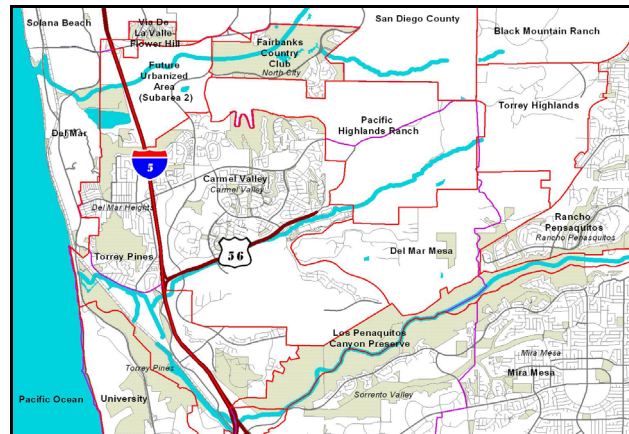 Solana Beach
Via De
La Valle-
Flower Hill
San Diego County
Black Mountain Ranch
Fairbanks
Country
Club
North City
Future
Urbanized
Area
(Subarea 2)
Torrey Highlands
Pacific
Highlands Ranch
Del Mar
5
Carmel Valley
Carmel Valley
Del Mar Heights
Rancho
Pensaquitos
Rancho Penasquitos
56
Del Mar Mesa
Torrey Pines
Los Penaquitos
Canyon Preserve
Mira Mesa
Torrey Pines
Mira Mesa
Sorrento Valley
Pacific Ocean
University